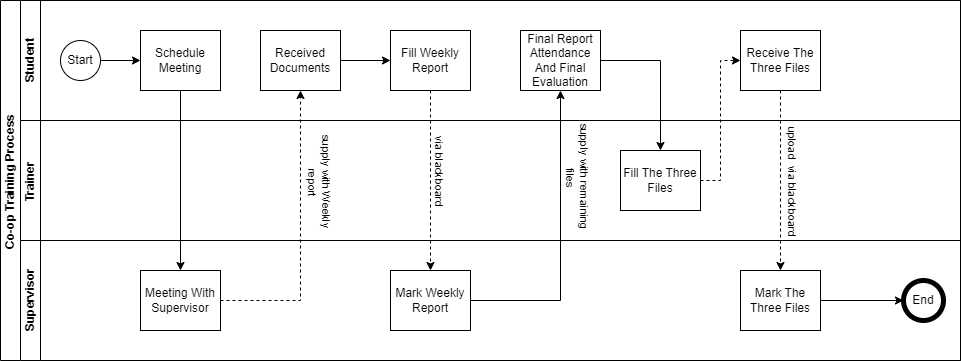 Co-op Training Process
Student
Trainer
Supervisor
Start
Schedule
Meeting
Received
Documents
Fill Weekly
Report
Final Report
Attendance
And Final
Evaluation
Receive The
Three Files
supply with Weekly
report
via blackboard
supply with remaining
files
Fill The Three
Files
upload via blackboard
Meeting With
Supervisor
Mark Weekly
Report
Mark The
Three Files
End